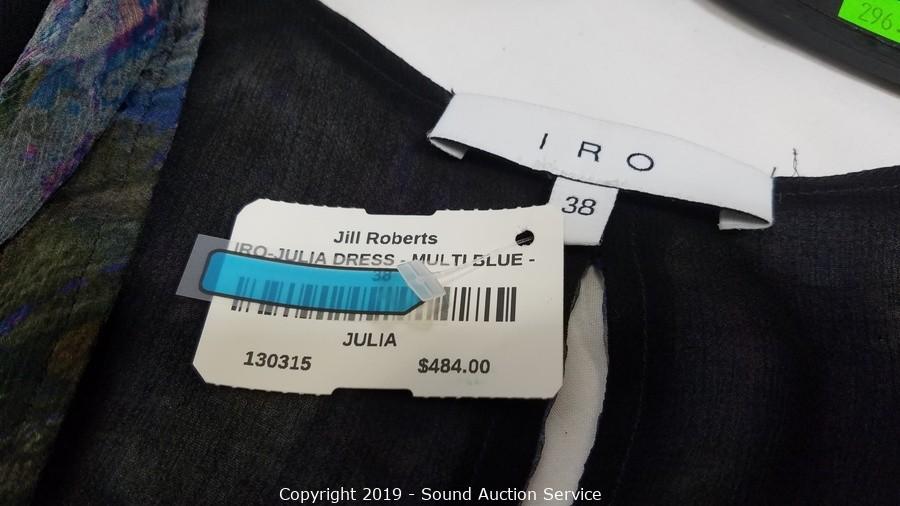 296
I R O
38
Jill Roberts
IRO-JULIA DRESS - MULTI BLUE -
38
JULIA
130315
$484.00
Copyright 2019 - Sound Auction Service